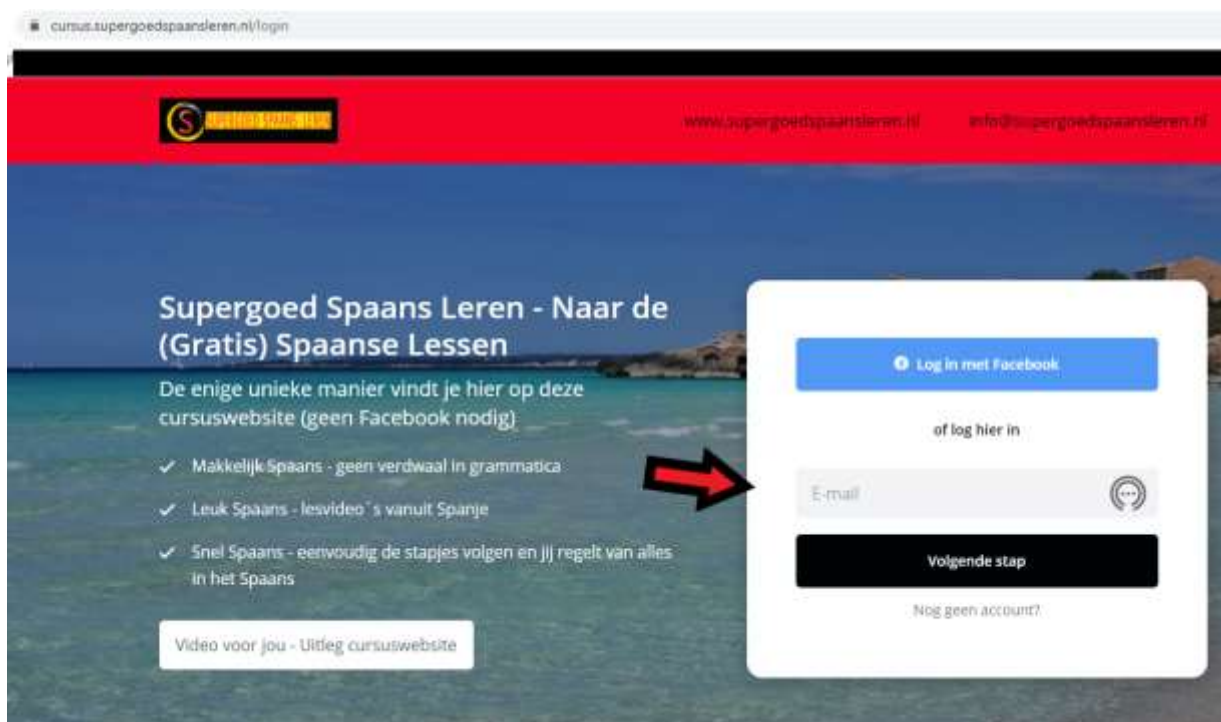 cursus.supergoedspaansleren.nl/login
SUPERGOED SPAANS LEREN
www.supergoedspaansleren.nl
info@supergoedspaansleren.nl
Supergoed Spaans Leren - Naar de
(Gratis) Spaanse Lessen
De enige unieke manier vindt je hier op deze
cursuswebsite (geen Facebook nodig)
Makkelijk Spaans - geen verdwaal in grammatica
Leuk Spaans - lesvideo´s vanuit Spanje
Snel Spaans - eenvoudig de stapjes volgen en jij regelt van alles
in het Spaans
Video voor jou - Uitleg cursuswebsite
Log in met Facebook
of log hier in
E-mail
Volgende stap
Nog geen account?